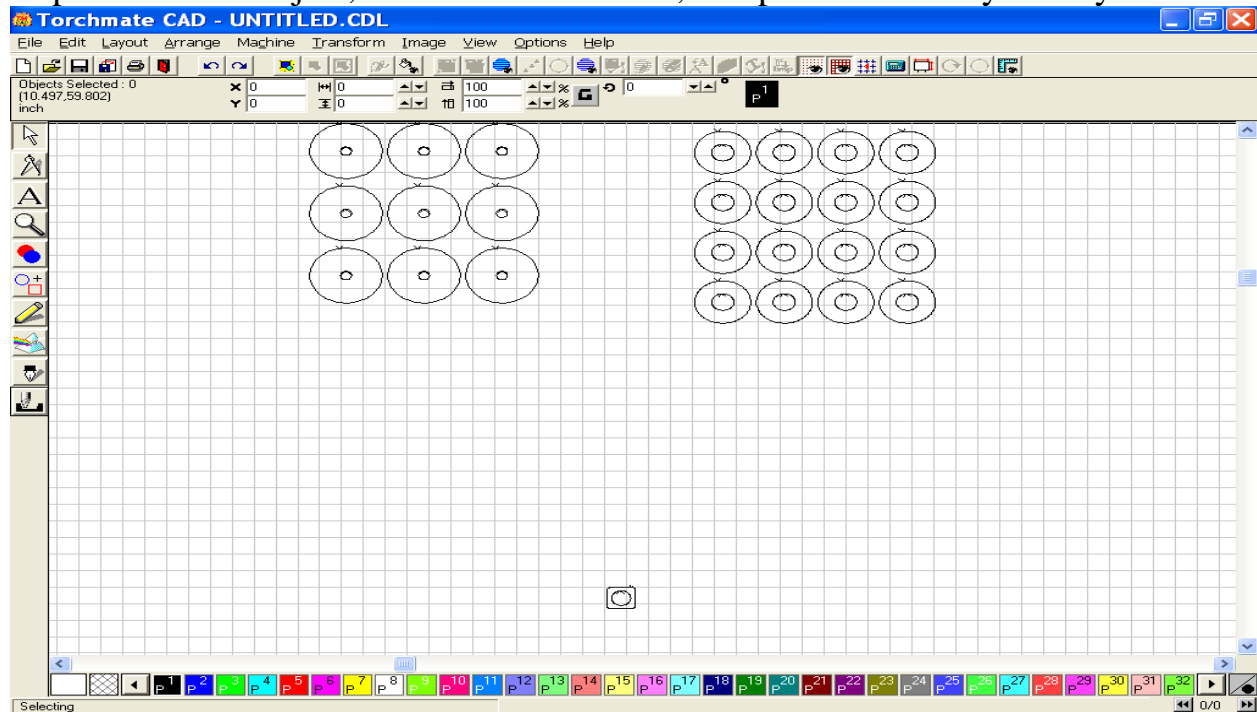 Torchmate CAD - UNTITLED.CDL
File Edit Layout Arrange Machine Transform Image View Options Help
Objects Selected : 0
(10.497,59.802)
inch
X 0
Y 0
0
0
100 %
100 %
0 °
P1
A
P1 P2 P3 P4 P5 P6 P7 P8 P9 P10 P11 P12 P13 P14 P15 P16 P17 P18 P19 P20 P21 P22 P23 P24 P25 P26 P27 P28 P29 P30 P31 P32
Selecting
0/0